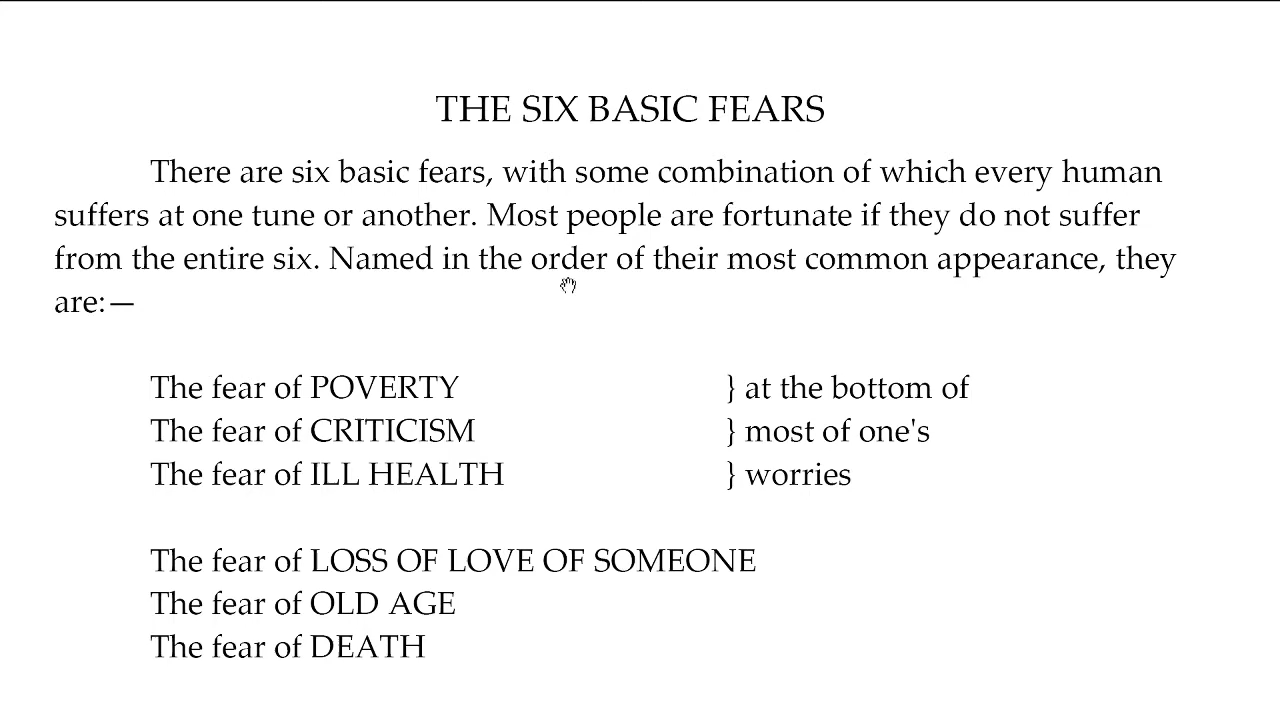 THE SIX BASIC FEARS
There are six basic fears, with some combination of which every human
suffers at one tune or another. Most people are fortunate if they do not suffer
from the entire six. Named in the order of their most common appearance, they
are:—
The fear of POVERTY } at the bottom of
The fear of CRITICISM } most of one's
The fear of ILL HEALTH } worries
The fear of LOSS OF LOVE OF SOMEONE
The fear of OLD AGE
The fear of DEATH